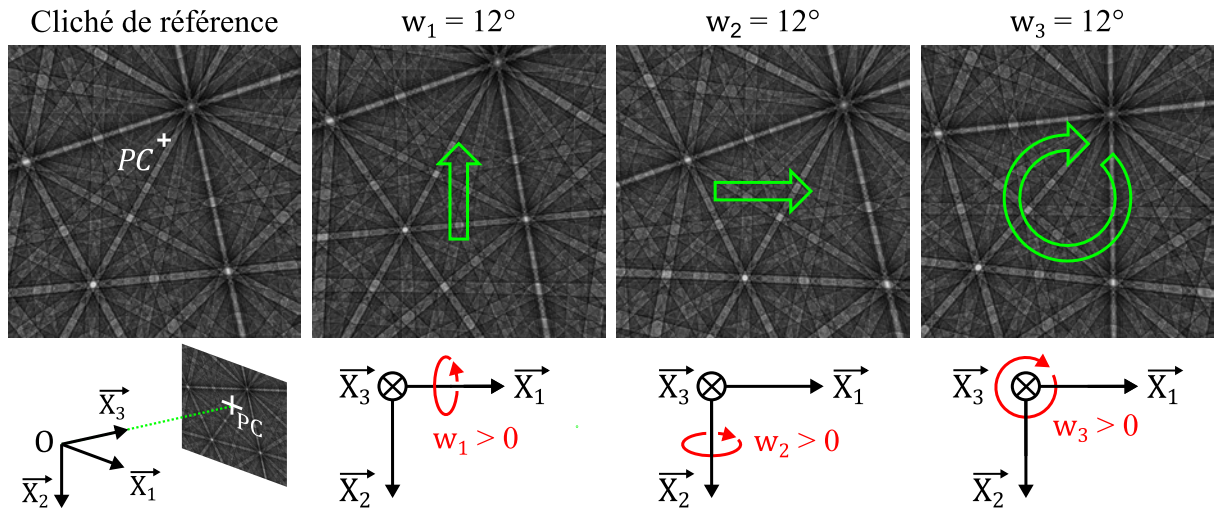 Cliché de référence
w₁ = 12°
w₂ = 12°
w₃ = 12°
PC
O
X₃
X₁
X₂
PC
X₃
X₁
w₁ > 0
X₂
X₃
X₁
w₂ > 0
X₂
X₃
X₁
w₃ > 0
X₂